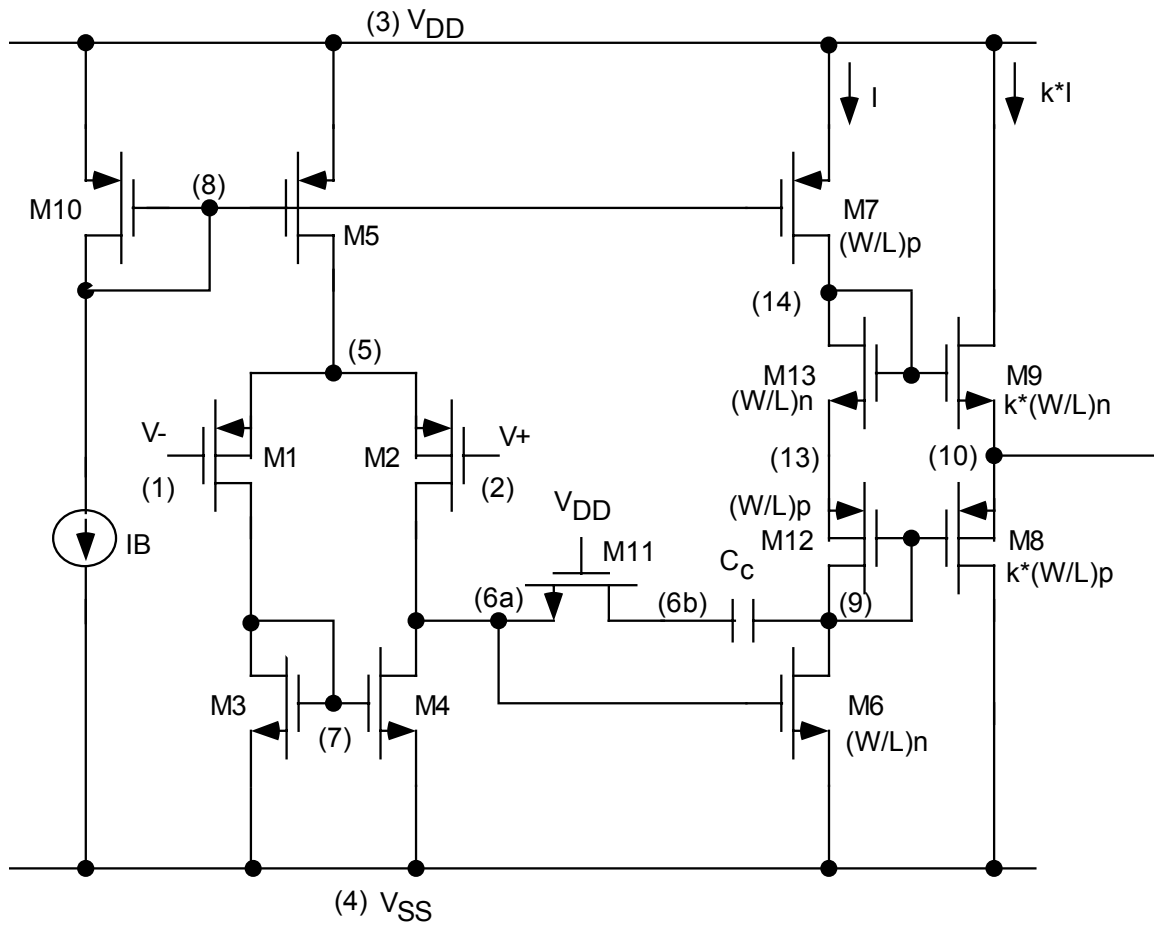 (3) VDD
I
k*I
(8)
M10
M5
M7
(W/L)p
(14)
(5)
M13
(W/L)n
M9
k*(W/L)n
V-
M1
M2
V+
(1)
(2)
(13)
(10)
(W/L)p
VDD
M12
M8
k*(W/L)p
IB
M11
Cc
(6a)
(6b)
(9)
M3
M4
M6
(7)
(W/L)n
(4) VSS